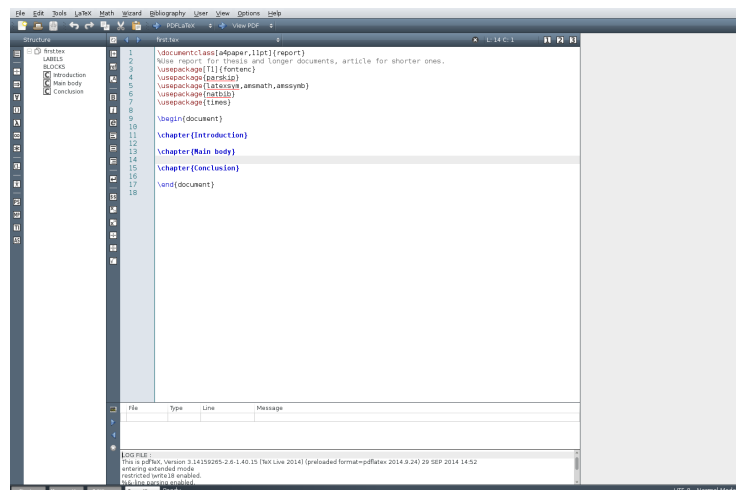 File Edit Tools LaTeX Math Wizard Bibliography User View Options Help
PDFLaTeX View PDF
Structure first.tex L: 14 C: 1 1 2 3
first.tex
LABELS
BLOCKS
Introduction
Main body
Conclusion
1 \documentclass[a4paper,11pt]{report}
2 %Use report for thesis and longer documents, article for shorter ones.
3 \usepackage[T1]{fontenc}
4 \usepackage{parskip}
5 \usepackage{latexsym,amsmath,amssymb}
6 \usepackage{natbib}
7 \usepackage{times}
8
9 \begin{document}
10
11 \chapter{Introduction}
12
13 \chapter{Main body}
14
15 \chapter{Conclusion}
16
17 \end{document}
18
File Type Line Message
LOG FILE :
This is pdfTeX, Version 3.14159265-2.6-1.40.15 (TeX Live 2014) (preloaded format=pdflatex 2014.9.24) 29 SEP 2014 14:52
entering extended mode
restricted \write18 enabled.
%&-line parsing enabled.